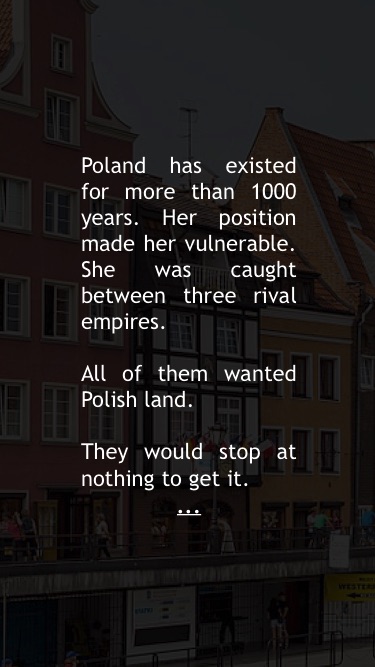 Poland has existed
for more than 1000
years. Her position
made her vulnerable.
She was caught
between three rival
empires.
All of them wanted
Polish land.
They would stop at
nothing to get it.
...
WESTERN